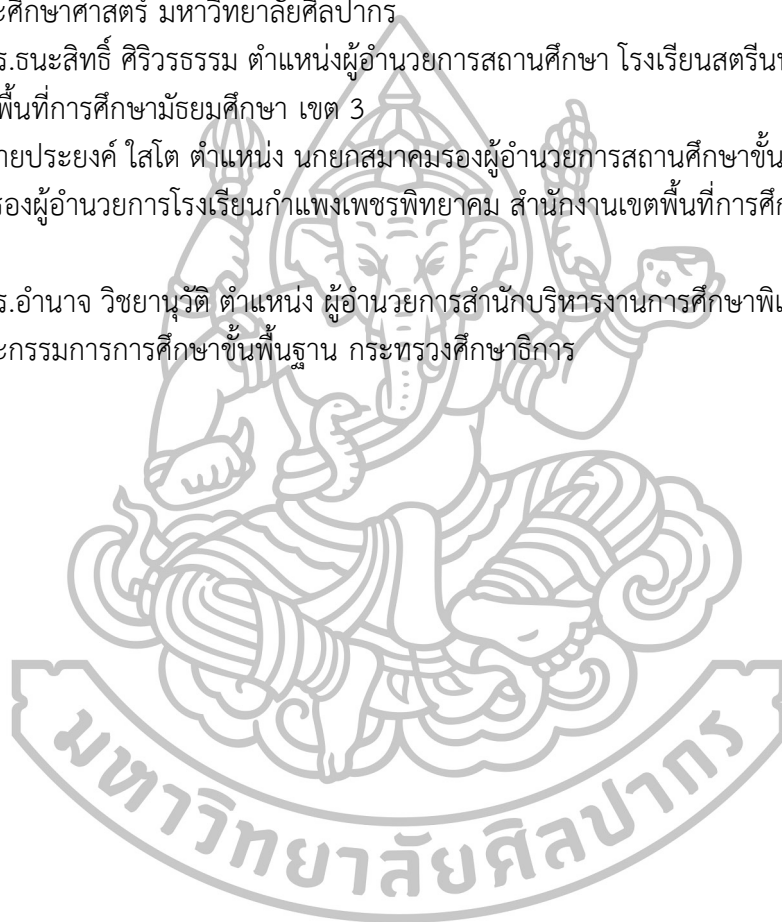 ะศึกษาศาสตร์ มหาวิทยาลัยศิลปากร
ร.ธนะสิทธิ์ ศิริวรธรรม ตำแหน่งผู้อำนวยการสถานศึกษา โรงเรียนสตรีน
พื้นที่การศึกษามัธยมศึกษา เขต 3
ายประยงค์ ใสโต ตำแหน่ง นกยกสมาคมรองผู้อำนวยการสถานศึกษาขั้น
รองผู้อำนวยการโรงเรียนกำแพงเพชรพิทยาคม สำนักงานเขตพื้นที่การศึก
ร.อำนาจ วิชยานุวัติ ตำแหน่ง ผู้อำนวยการสำนักบริหารงานการศึกษาพิเ
ะกรรมการการศึกษาขั้นพื้นฐาน กระทรวงศึกษาธิการ
มหาวิทยาลัยศิลปากร